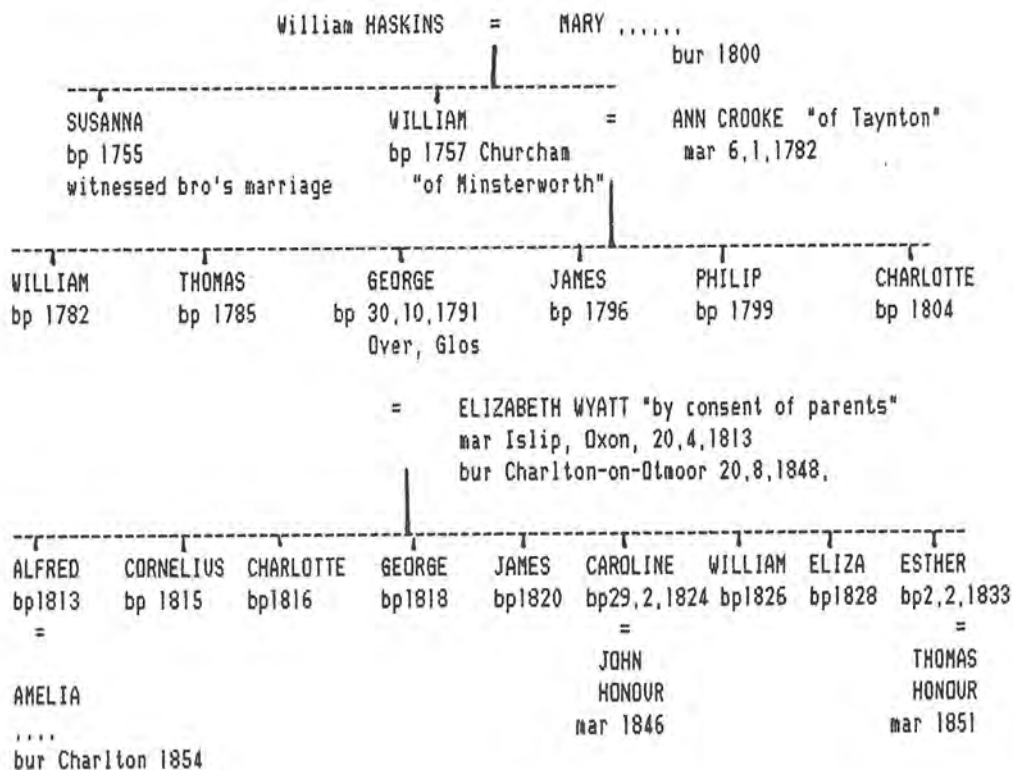 William HASKINS = MARY ,,,,,,
bur 1800
SUSANNA WILLIAM = ANN CROOKE "of Taynton"
bp 1755 bp 1757 Churcham mar 6,1,1782
witnessed bro's marriage "of Minsterworth"
WILLIAM THOMAS GEORGE JAMES PHILIP CHARLOTTE
bp 1782 bp 1785 bp 30,10,1791 bp 1796 bp 1799 bp 1804
Over, Glos
= ELIZABETH WYATT "by consent of parents"
mar Islip, Oxon, 20,4,1813
bur Charlton-on-Otmoor 20,8,1848,
ALFRED CORNELIUS CHARLOTTE GEORGE JAMES CAROLINE WILLIAM ELIZA ESTHER
bp1813 bp 1815 bp1816 bp1818 bp1820 bp29,2,1824 bp1826 bp1828 bp2,2,1833
= = =
JOHN THOMAS
AMELIA HONOUR HONOUR
,,,, mar 1846 mar 1851
bur Charlton 1854